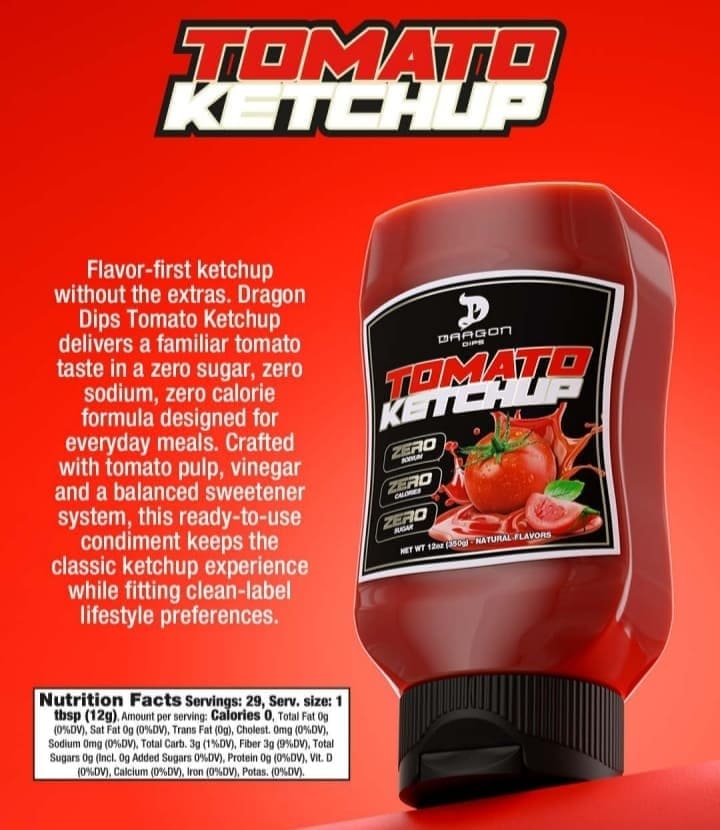 TOMATO
KETCHUP
Flavor-first ketchup
without the extras. Dragon
Dips Tomato Ketchup
delivers a familiar tomato
taste in a zero sugar, zero
sodium, zero calorie
formula designed for
everyday meals. Crafted
with tomato pulp, vinegar
and a balanced sweetener
system, this ready-to-use
condiment keeps the
classic ketchup experience
while fitting clean-label
lifestyle preferences.
DRAGON
DIPS
TOMATO
KETCHUP
ZERO
SODIUM
ZERO
CALORIES
ZERO
SUGAR
NET WT 12oz (350g) - NATURAL FLAVORS
Nutrition Facts Servings: 29, Serv. size: 1
tbsp (12g), Amount per serving: Calories 0, Total Fat 0g
(0%DV), Sat Fat 0g (0%DV), Trans Fat (0g), Cholest. 0mg (0%DV),
Sodium 0mg (0%DV), Total Carb. 3g (1%DV), Fiber 3g (9%DV), Total
Sugars 0g (Incl. 0g Added Sugars 0%DV), Protein 0g (0%DV), Vit. D
(0%DV), Calcium (0%DV), Iron (0%DV), Potas. (0%DV).